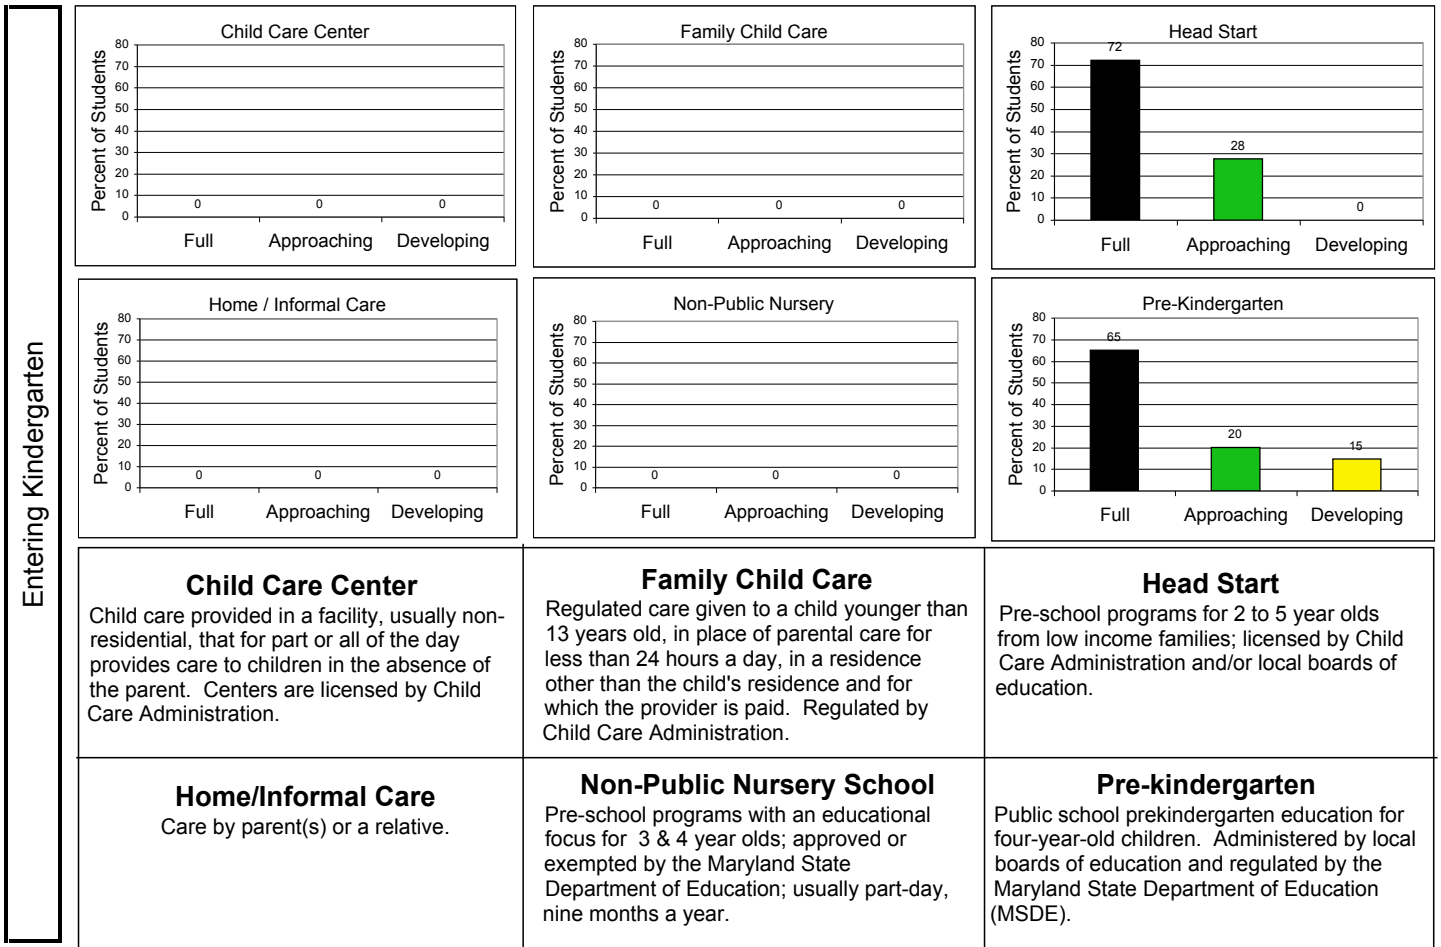 Entering Kindergarten
Child Care Center
Percent of Students
80
70
60
50
40
30
20
10
0
0 0 0
Full Approaching Developing
Family Child Care
Percent of Students
80
70
60
50
40
30
20
10
0
0 0 0
Full Approaching Developing
Head Start
Percent of Students
80
70
60
50
40
30
20
10
0
72
28
0
Full Approaching Developing
Home / Informal Care
Percent of Students
80
70
60
50
40
30
20
10
0
0 0 0
Full Approaching Developing
Non-Public Nursery
Percent of Students
80
70
60
50
40
30
20
10
0
0 0 0
Full Approaching Developing
Pre-Kindergarten
Percent of Students
80
70
60
50
40
30
20
10
0
65
20
15
Full Approaching Developing
Child Care Center
Child care provided in a facility, usually non-
residential, that for part or all of the day
provides care to children in the absence of
the parent. Centers are licensed by Child
Care Administration.
Family Child Care
Regulated care given to a child younger than
13 years old, in place of parental care for
less than 24 hours a day, in a residence
other than the child's residence and for
which the provider is paid. Regulated by
Child Care Administration.
Head Start
Pre-school programs for 2 to 5 year olds
from low income families; licensed by Child
Care Administration and/or local boards of
education.
Home/Informal Care
Care by parent(s) or a relative.
Non-Public Nursery School
Pre-school programs with an educational
focus for 3 & 4 year olds; approved or
exempted by the Maryland State
Department of Education; usually part-day,
nine months a year.
Pre-kindergarten
Public school prekindergarten education for
four-year-old children. Administered by local
boards of education and regulated by the
Maryland State Department of Education
(MSDE).